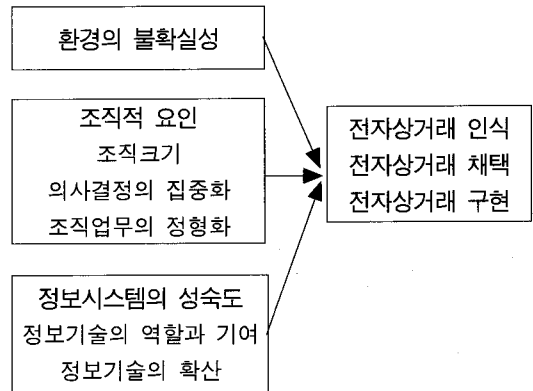 환경의 불확실성
조직적 요인
조직크기
의사결정의 집중화
조직업무의 정형화
정보시스템의 성숙도
정보기술의 역할과 기여
정보기술의 확산
전자상거래 인식
전자상거래 채택
전자상거래 구현